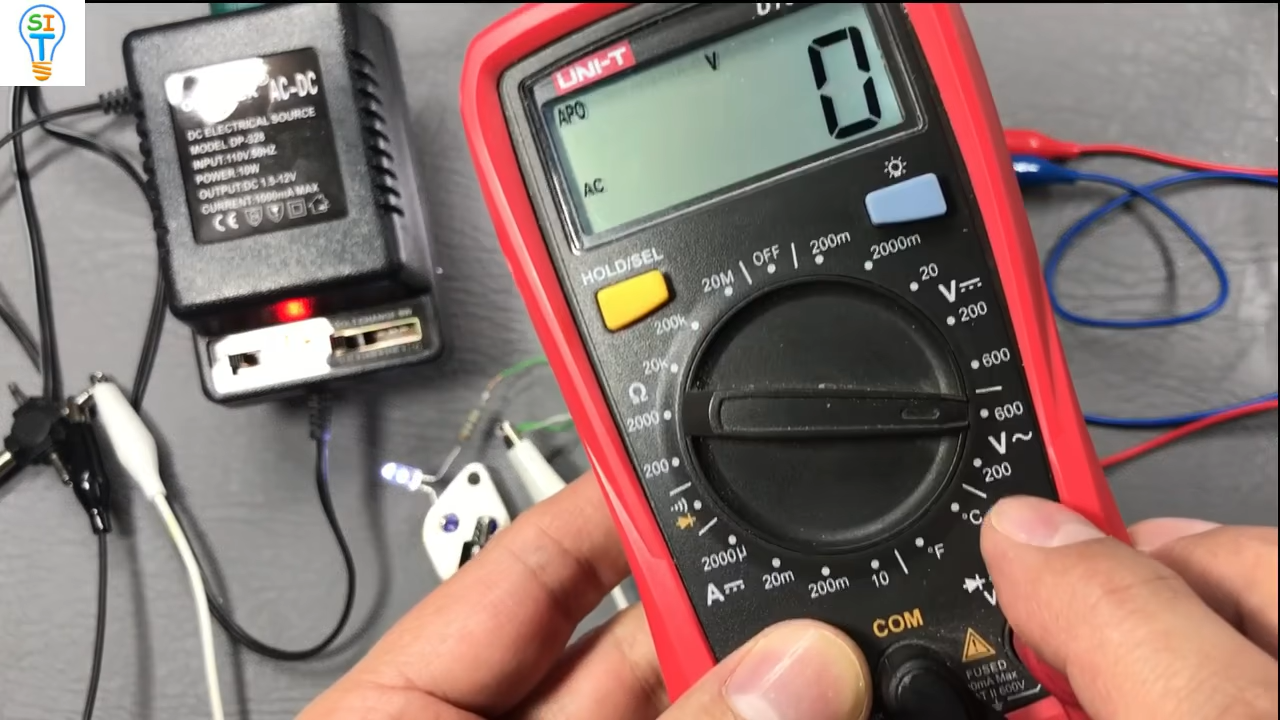 SIT
AC-DC
DC ELECTRICAL SOURCE
MODEL DP-328
INPUT:110V.50HZ
POWER:10W
OUTPUT:DC 1.5-12V
CURRENT:1000mA MAX
CE
UNI-T
APO
V
0
AC
HOLD/SEL
OFF
200m
2000m
20
V
200
600
600
V~
200
°C
°F
10
200m
20m
A
2000µ
200
2000
Ω
20k
200k
20M
COM
FUSED